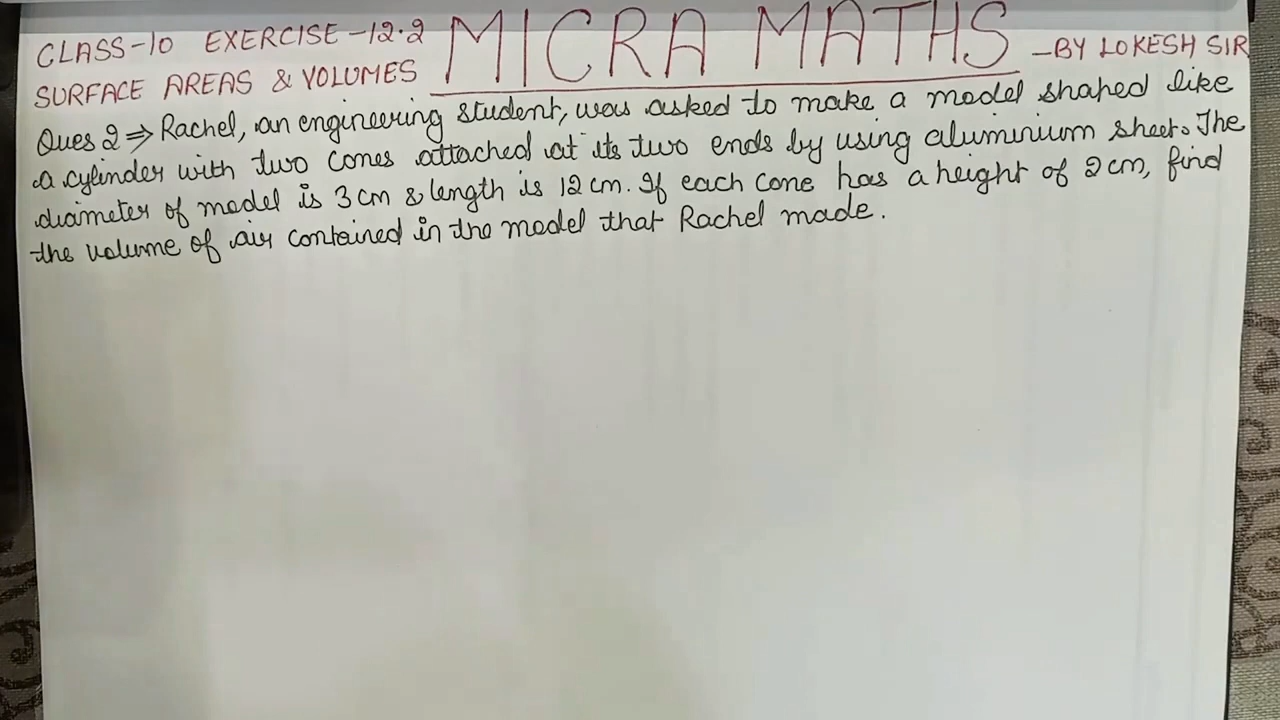 CLASS-10 EXERCISE-12.2 MICRA MATHS -BY LOKESH SIR
SURFACE AREAS & VOLUMES
Ques 2 ⇒ Rachel, an engineering student, was asked to make a model shaped like
a cylinder with two cones attached at its two ends by using aluminium sheet. The
diameter of model is 3 cm & length is 12 cm. If each cone has a height of 2 cm, find
the volume of air contained in the model that Rachel made.